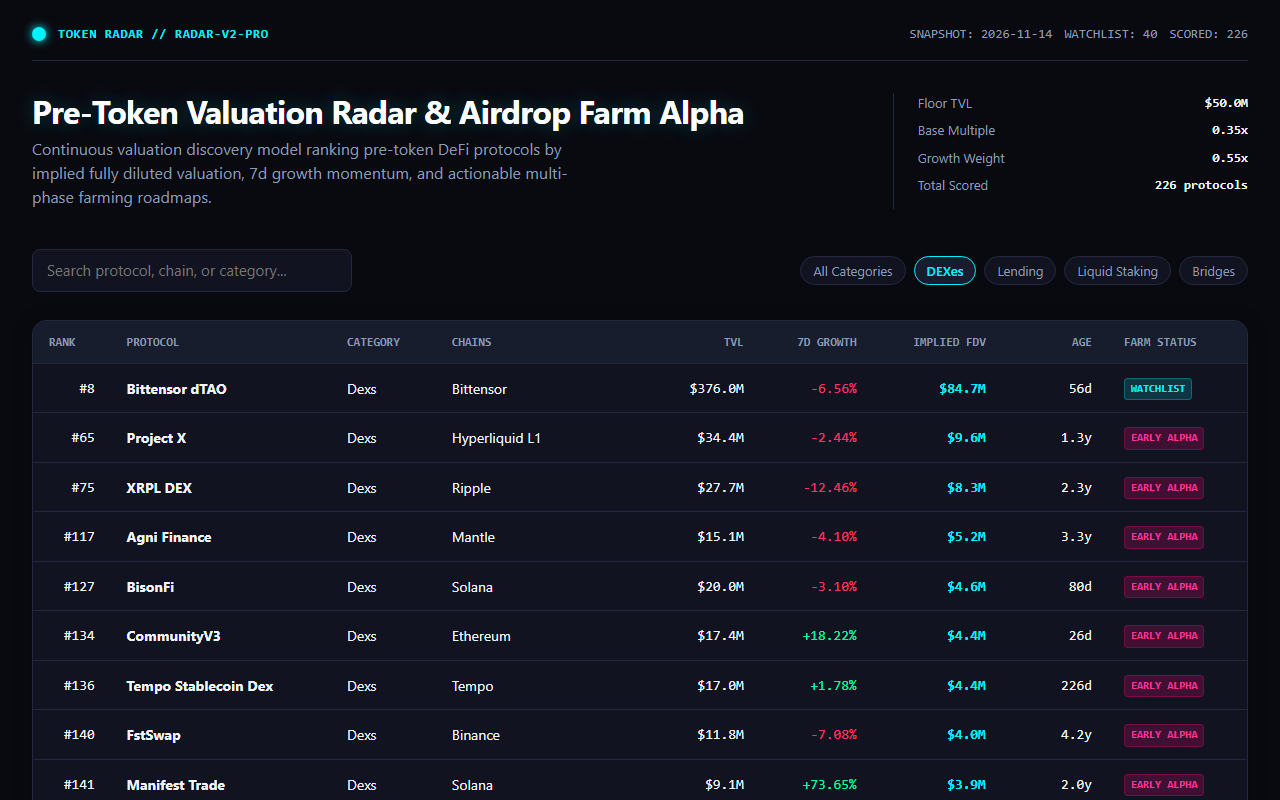 TOKEN RADAR // RADAR-V2-PRO
SNAPSHOT: 2026-11-14 WATCHLIST: 40 SCORED: 226
Pre-Token Valuation Radar & Airdrop Farm Alpha
Continuous valuation discovery model ranking pre-token DeFi protocols by
implied fully diluted valuation, 7d growth momentum, and actionable multi-
phase farming roadmaps.
Floor TVL $50.0M
Base Multiple 0.35x
Growth Weight 0.55x
Total Scored 226 protocols
Search protocol, chain, or category...
All Categories DEXes Lending Liquid Staking Bridges
RANK PROTOCOL CATEGORY CHAINS TVL 7D GROWTH IMPLIED FDV AGE FARM STATUS
#8 Bittensor dTAO Dexs Bittensor $376.0M -6.56% $84.7M 56d WATCHLIST
#65 Project X Dexs Hyperliquid L1 $34.4M -2.44% $9.6M 1.3y EARLY ALPHA
#75 XRPL DEX Dexs Ripple $27.7M -12.46% $8.3M 2.3y EARLY ALPHA
#117 Agni Finance Dexs Mantle $15.1M -4.10% $5.2M 3.3y EARLY ALPHA
#127 BisonFi Dexs Solana $20.0M -3.10% $4.6M 80d EARLY ALPHA
#134 CommunityV3 Dexs Ethereum $17.4M +18.22% $4.4M 26d EARLY ALPHA
#136 Tempo Stablecoin Dex Dexs Tempo $17.0M +1.78% $4.4M 226d EARLY ALPHA
#140 FstSwap Dexs Binance $11.8M -7.08% $4.0M 4.2y EARLY ALPHA
#141 Manifest Trade Dexs Solana $9.1M +73.65% $3.9M 2.0y EARLY ALPHA